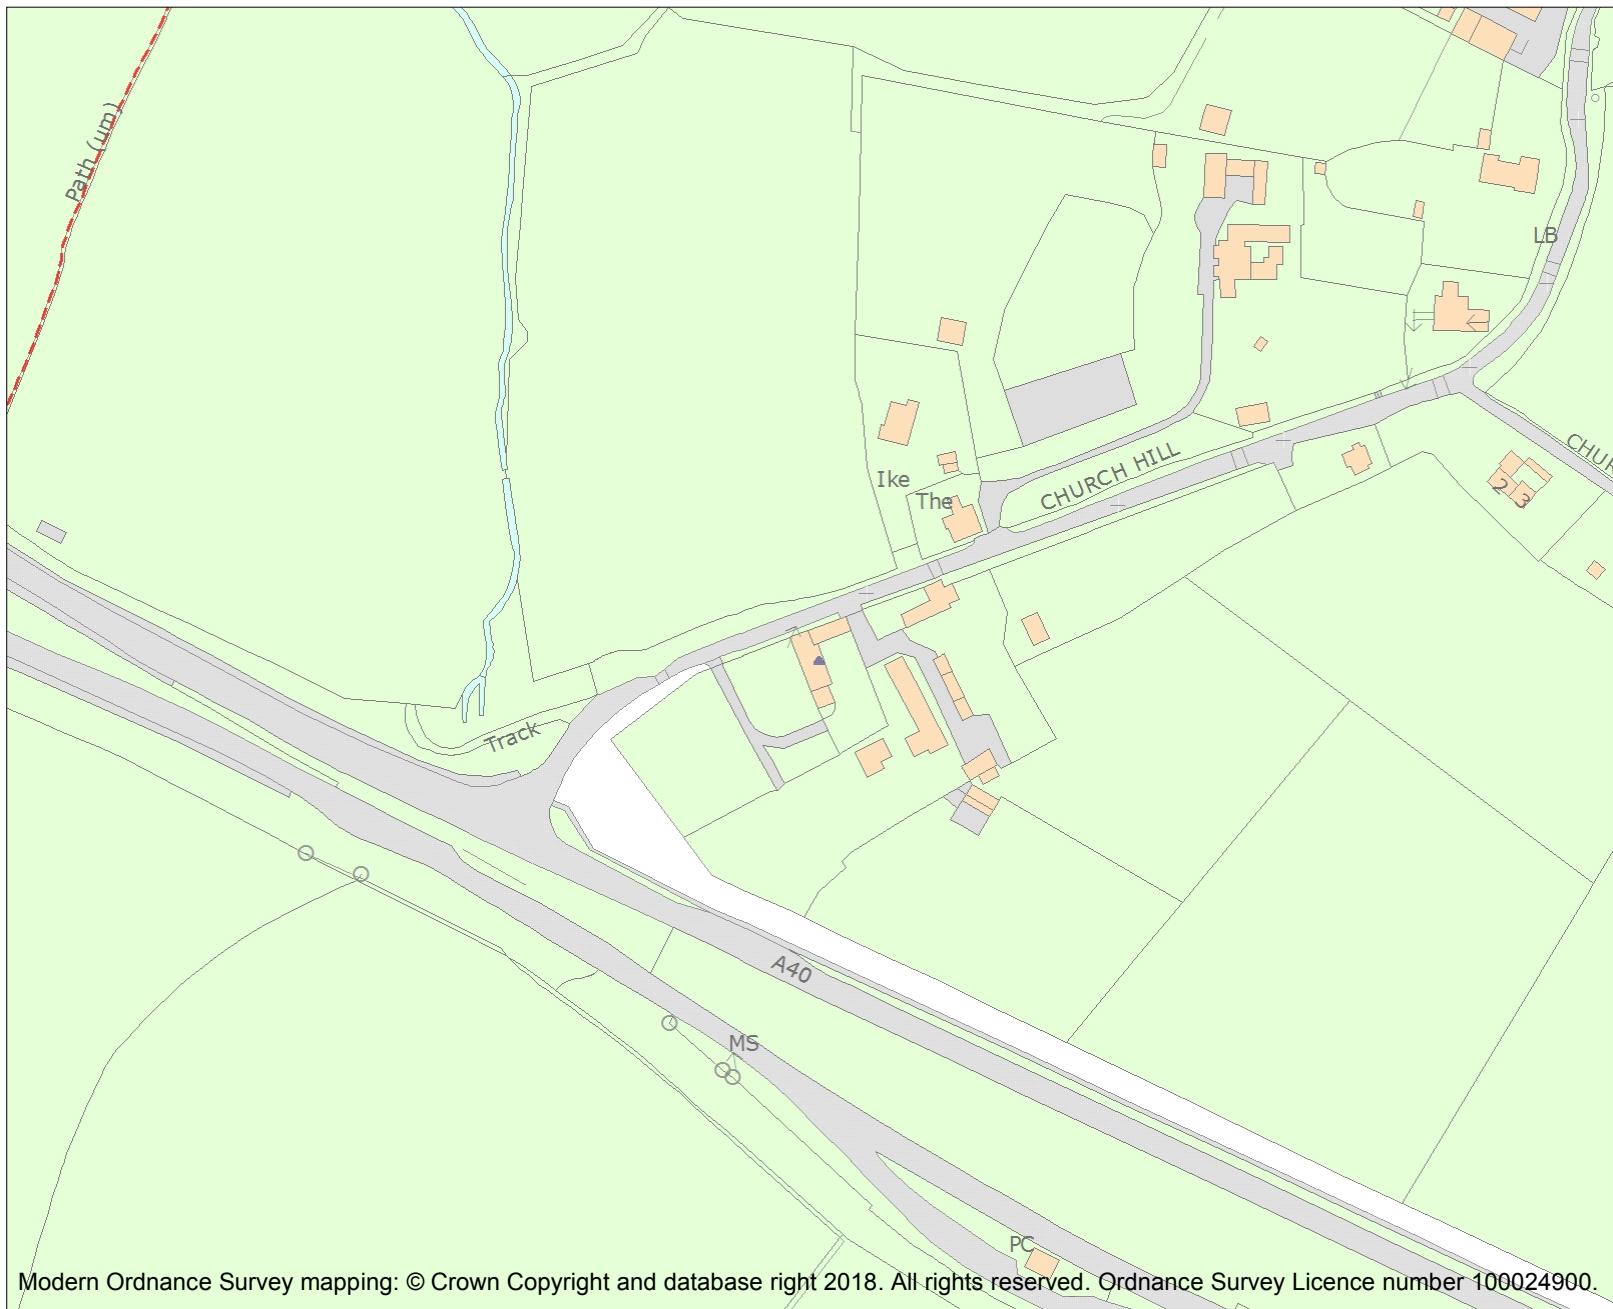 Path (um)
LB
CHURCH HILL
CHUR
Ike
The
2
3
Track
A40
MS
PC
Modern Ordnance Survey mapping: © Crown Copyright and database right 2018. All rights reserved. Ordnance Survey Licence number 100024900.